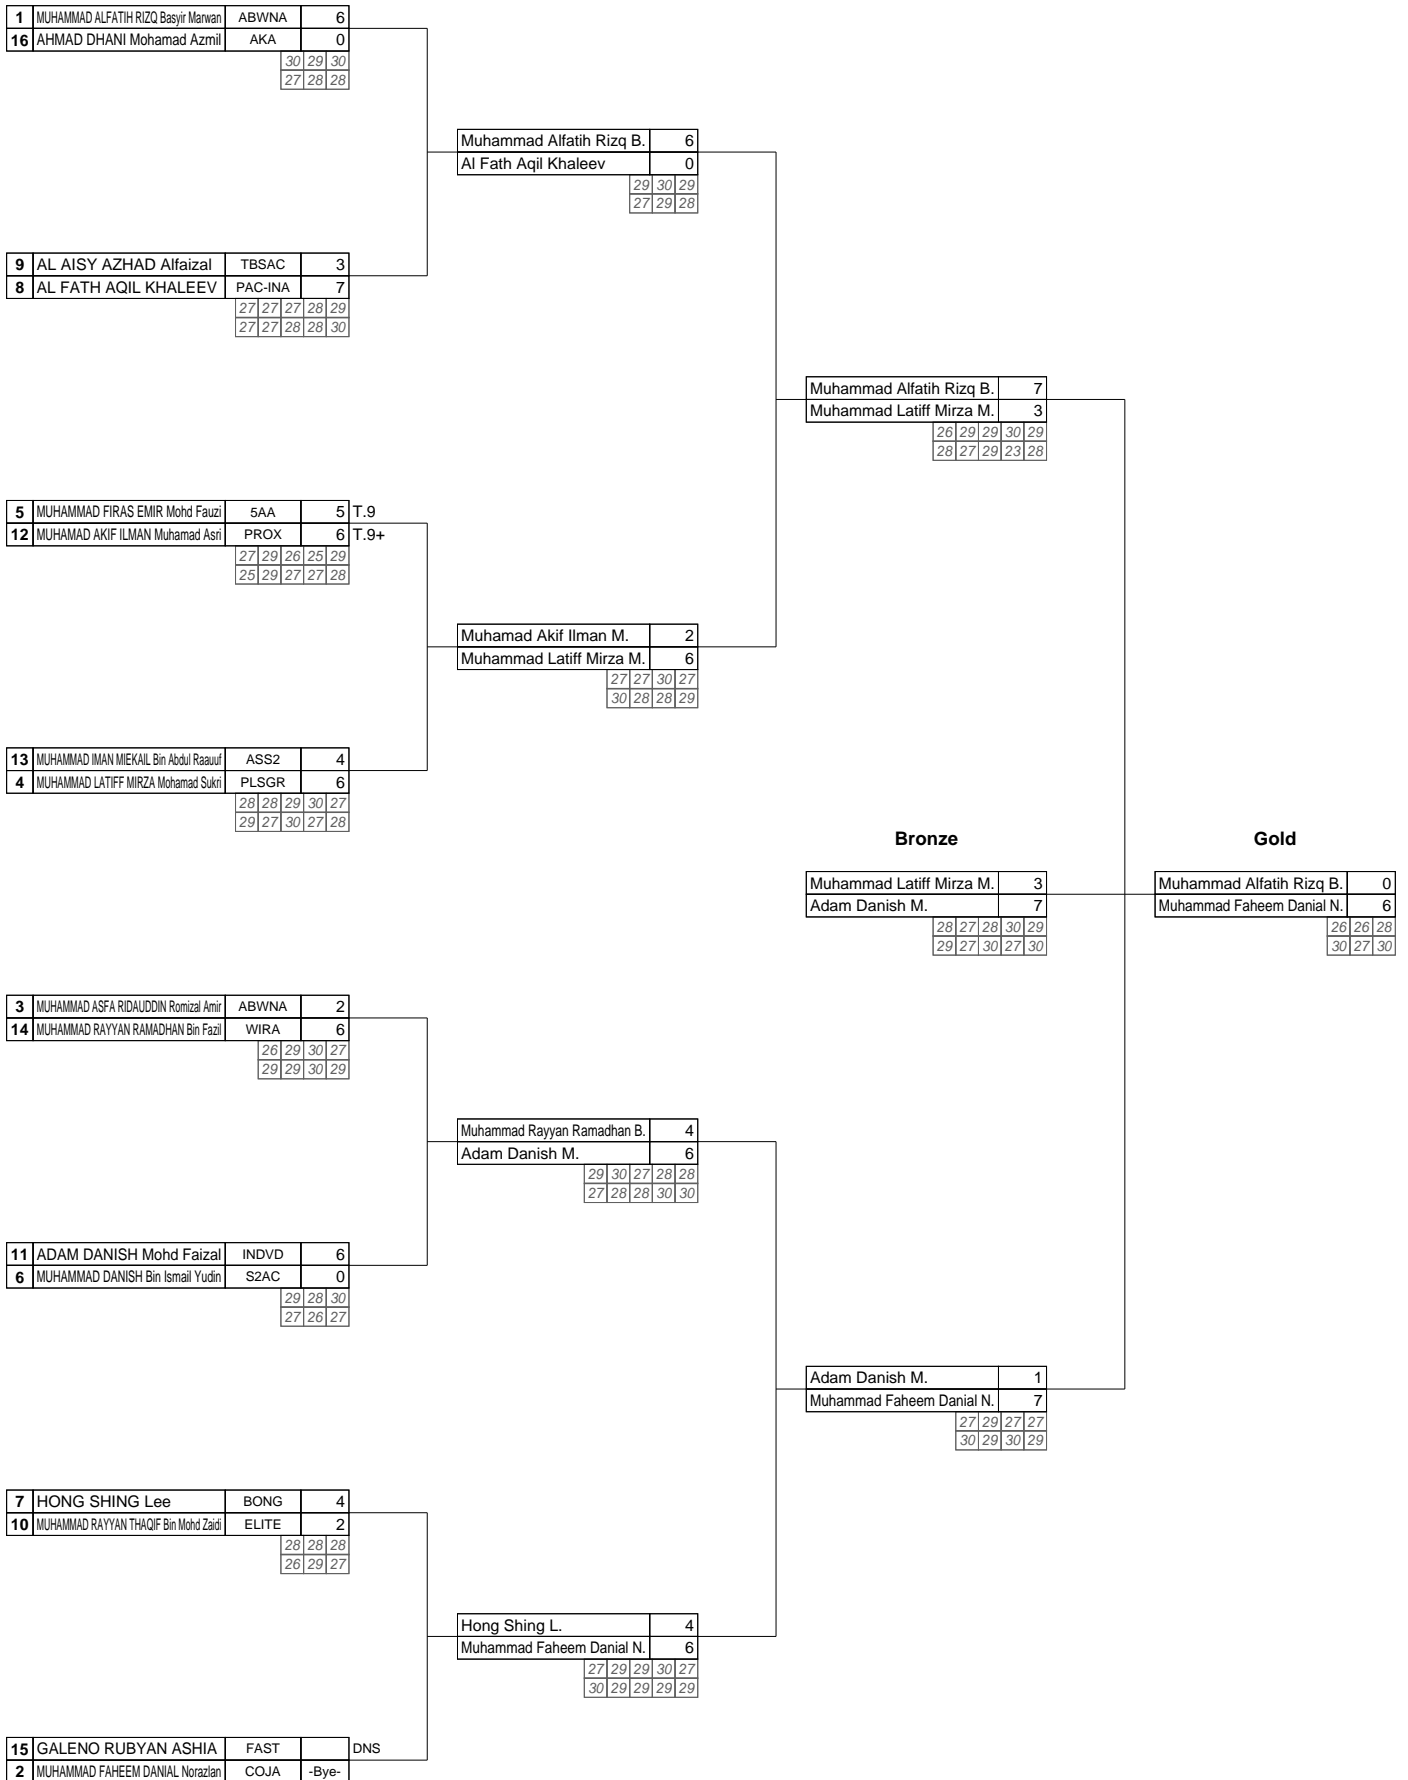 1 MUHAMMAD ALFATIH RIZQ Basyir Marwan ABWNA 6
16 AHMAD DHANI Mohamad Azmil AKA 0
30 29 30
27 28 28
Muhammad Alfatih Rizq B. 6
Al Fath Aqil Khaleev 0
29 30 29
27 29 28
9 AL AISY AZHAD Alfaizal TBSAC 3
8 AL FATH AQIL KHALEEV PAC-INA 7
27 27 27 28 29
27 27 28 28 30
Muhammad Alfatih Rizq B. 7
Muhammad Latiff Mirza M. 3
26 29 29 30 29
28 27 29 23 28
5 MUHAMMAD FIRAS EMIR Mohd Fauzi 5AA 5 T.9
12 MUHAMAD AKIF ILMAN Muhamad Asri PROX 6 T.9+
27 29 26 25 29
25 29 27 27 28
Muhamad Akif Ilman M. 2
Muhammad Latiff Mirza M. 6
27 27 30 27
30 28 28 29
13 MUHAMMAD IMAN MIEKAIL Bin Abdul Raauuf ASS2 4
4 MUHAMMAD LATIFF MIRZA Mohamad Sukri PLSGR 6
28 28 29 30 27
29 27 30 27 28
Bronze Gold
Muhammad Latiff Mirza M. 3 Muhammad Alfatih Rizq B. 0
Adam Danish M. 7 Muhammad Faheem Danial N. 6
28 27 28 30 29 26 26 28
29 27 30 27 30 30 27 30
3 MUHAMMAD ASFA RIDAUDDIN Romizal Amir ABWNA 2
14 MUHAMMAD RAYYAN RAMADHAN Bin Fazil WIRA 6
26 29 30 27
29 29 30 29
Muhammad Rayyan Ramadhan B. 4
Adam Danish M. 6
29 30 27 28 28
27 28 28 30 30
11 ADAM DANISH Mohd Faizal INDVD 6
6 MUHAMMAD DANISH Bin Ismail Yudin S2AC 0
29 28 30
27 26 27
Adam Danish M. 1
Muhammad Faheem Danial N. 7
27 29 27 27
30 29 30 29
7 HONG SHING Lee BONG 4
10 MUHAMMAD RAYYAN THAQIF Bin Mohd Zaidi ELITE 2
28 28 28
26 29 27
Hong Shing L. 4
Muhammad Faheem Danial N. 6
27 29 29 30 27
30 29 29 29 29
15 GALENO RUBYAN ASHIA FAST DNS
2 MUHAMMAD FAHEEM DANIAL Norazlan COJA -Bye-